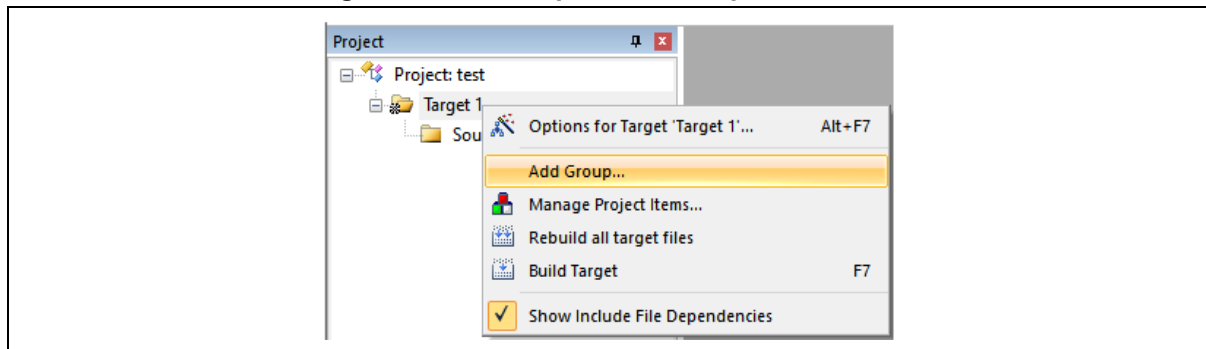 Project
Project: test
Target 1
Sou
Options for Target 'Target 1'... Alt+F7
Add Group...
Manage Project Items...
Rebuild all target files
Build Target F7
Show Include File Dependencies